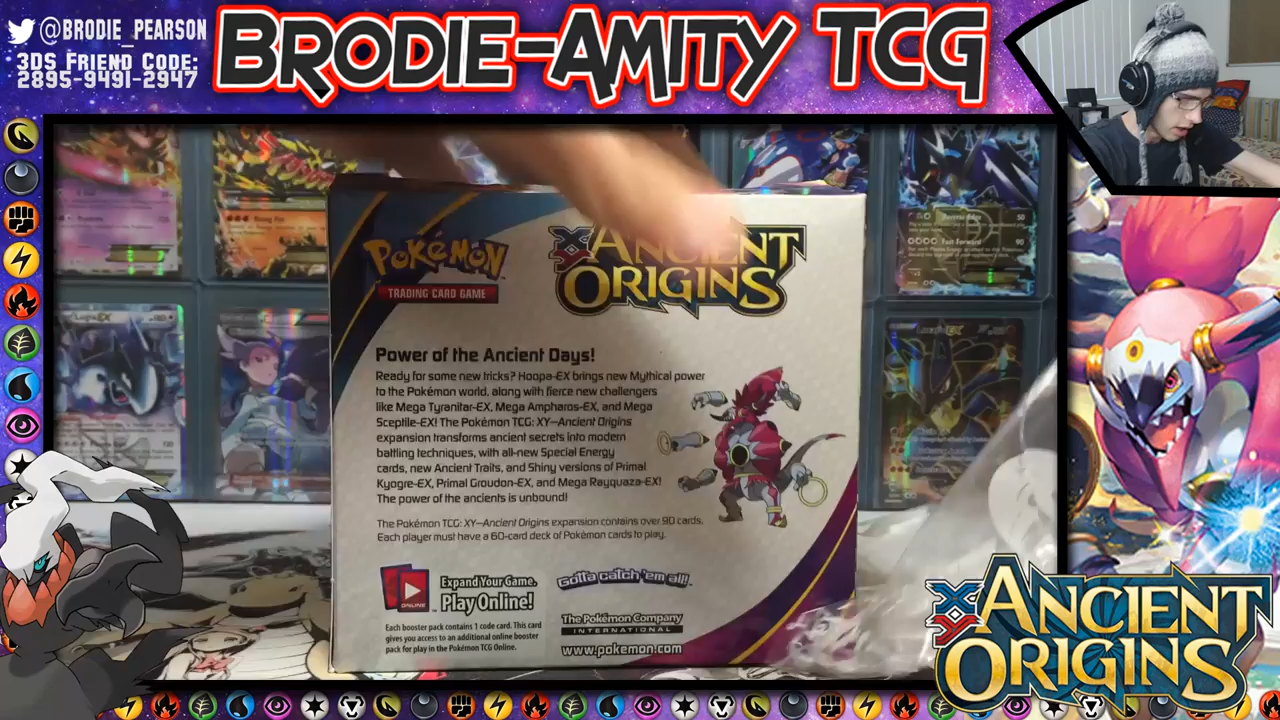 @BRODIE_PEARSON
3DS FRIEND CODE:
2895-9491-2947
BRODIE-AMITY TCG
POKéMON
TRADING CARD GAME
XY
ANCIENT
ORIGINS
Power of the Ancient Days!
Ready for some new tricks? Hoopa-EX brings new Mythical power
to the Pokémon world, along with fierce new challengers
like Mega Tyranitar-EX, Mega Ampharos-EX, and Mega
Sceptile-EX! The Pokémon TCG: XY—Ancient Origins
expansion transforms ancient secrets into modern
battling techniques, with all-new Special Energy
cards, new Ancient Traits, and Shiny versions of Primal
Kyogre-EX, Primal Groudon-EX, and Mega Rayquaza-EX!
The power of the ancients is unbound!
The Pokémon TCG: XY—Ancient Origins expansion contains over 90 cards.
Each player must have a 60-card deck of Pokémon cards to play.
ONLINE
Expand Your Game.
Play Online!
Each booster pack contains 1 code card. This card
gives you access to an additional online booster
pack for play in the Pokémon TCG Online.
Gotta catch 'em all!
The Pokémon Company
INTERNATIONAL
www.pokemon.com
Fast Forward 90
XY
ANCIENT
ORIGINS